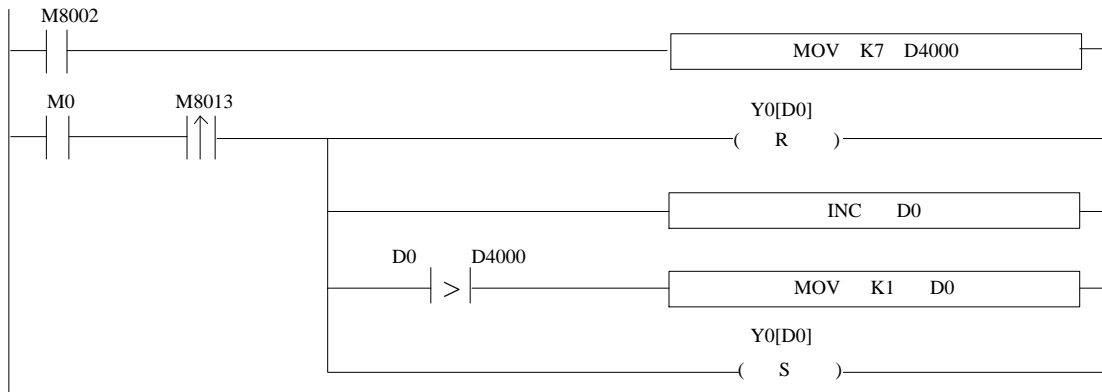 M8002
MOV K7 D4000
M0 M8013
Y0[D0]
( R )
INC D0
D0 > D4000
MOV K1 D0
Y0[D0]
( S )